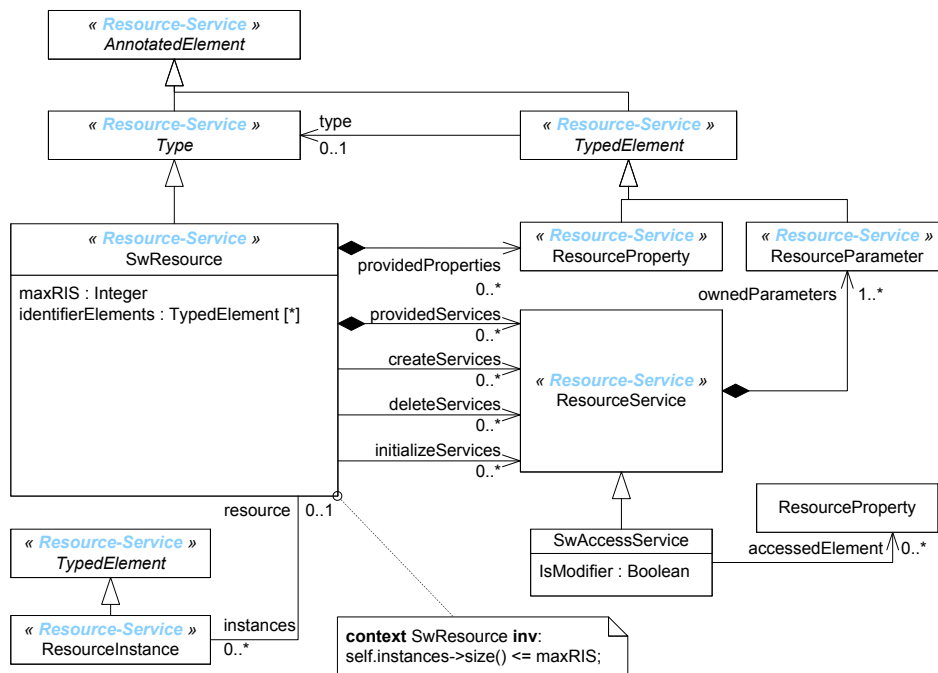 « Resource-Service »
AnnotatedElement
« Resource-Service »
Type
type
0..1
« Resource-Service »
TypedElement
« Resource-Service »
SwResource
maxRIS : Integer
identifierElements : TypedElement [*]
providedProperties
0..*
« Resource-Service »
ResourceProperty
« Resource-Service »
ResourceParameter
ownedParameters
1..*
providedServices
0..*
createServices
0..*
deleteServices
0..*
initializeServices
0..*
« Resource-Service »
ResourceService
resource
0..1
SwAccessService
IsModifier : Boolean
ResourceProperty
accessedElement
0..*
« Resource-Service »
TypedElement
« Resource-Service »
ResourceInstance
instances
0..*
context SwResource inv:
self.instances->size() <= maxRIS;